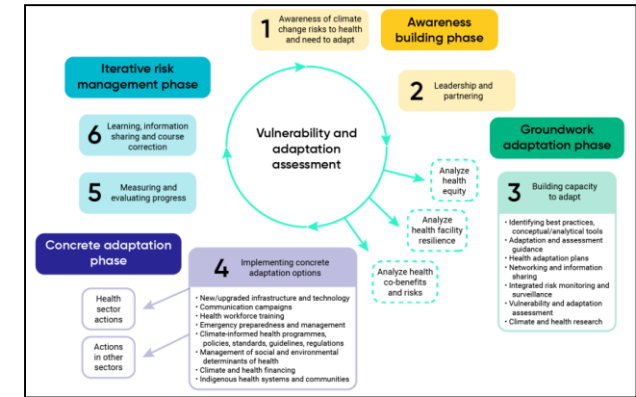 1
Awareness of climate
change risks to health
and need to adapt
Awareness
building phase
2
Leadership and
partnering
Iterative risk
management phase
6
Learning, information
sharing and course
correction
5
Measuring and
evaluating progress
Vulnerability and
adaptation
assessment
Analyze
health
equity
Analyze
health facility
resilience
Analyze health
co-benefits
and risks
Groundwork
adaptation phase
3
Building capacity
to adapt
• Identifying best practices,
conceptual/analytical tools
• Adaptation and assessment
guidance
• Health adaptation plans
• Networking and information
sharing
• Integrated risk monitoring and
surveillance
• Vulnerability and adaptation
assessment
• Climate and health research
Concrete adaptation
phase
4
Implementing concrete
adaptation options
• New/upgraded infrastructure and technology
• Communication campaigns
• Health workforce training
• Emergency preparedness and management
• Climate-informed health programmes,
policies, standards, guidelines, regulations
• Management of social and environmental
determinants of health
• Climate and health financing
• Indigenous health systems and communities
Health
sector
actions
Actions
in other
sectors